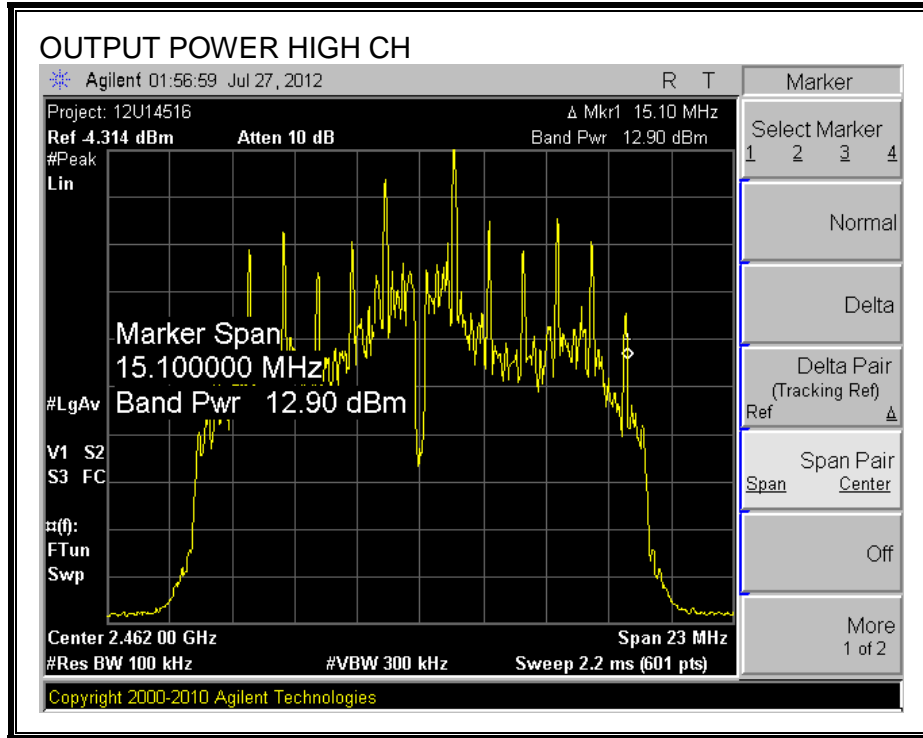 OUTPUT POWER HIGH CH
Agilent 01:56:59 Jul 27, 2012 R T
Project: 12U14516 Δ Mkr1 15.10 MHz
Ref -4.314 dBm Atten 10 dB Band Pwr 12.90 dBm
#Peak
Lin
Marker Span
15.100000 MHz
Band Pwr 12.90 dBm
#LgAv
V1 S2
S3 FC
¤(f):
FTun
Swp
Center 2.462 00 GHz Span 23 MHz
#Res BW 100 kHz #VBW 300 kHz Sweep 2.2 ms (601 pts)
Copyright 2000-2010 Agilent Technologies
Marker
Select Marker
1 2 3 4
Normal
Delta
Delta Pair
(Tracking Ref)
Ref Δ
Span Pair
Span Center
Off
More
1 of 2